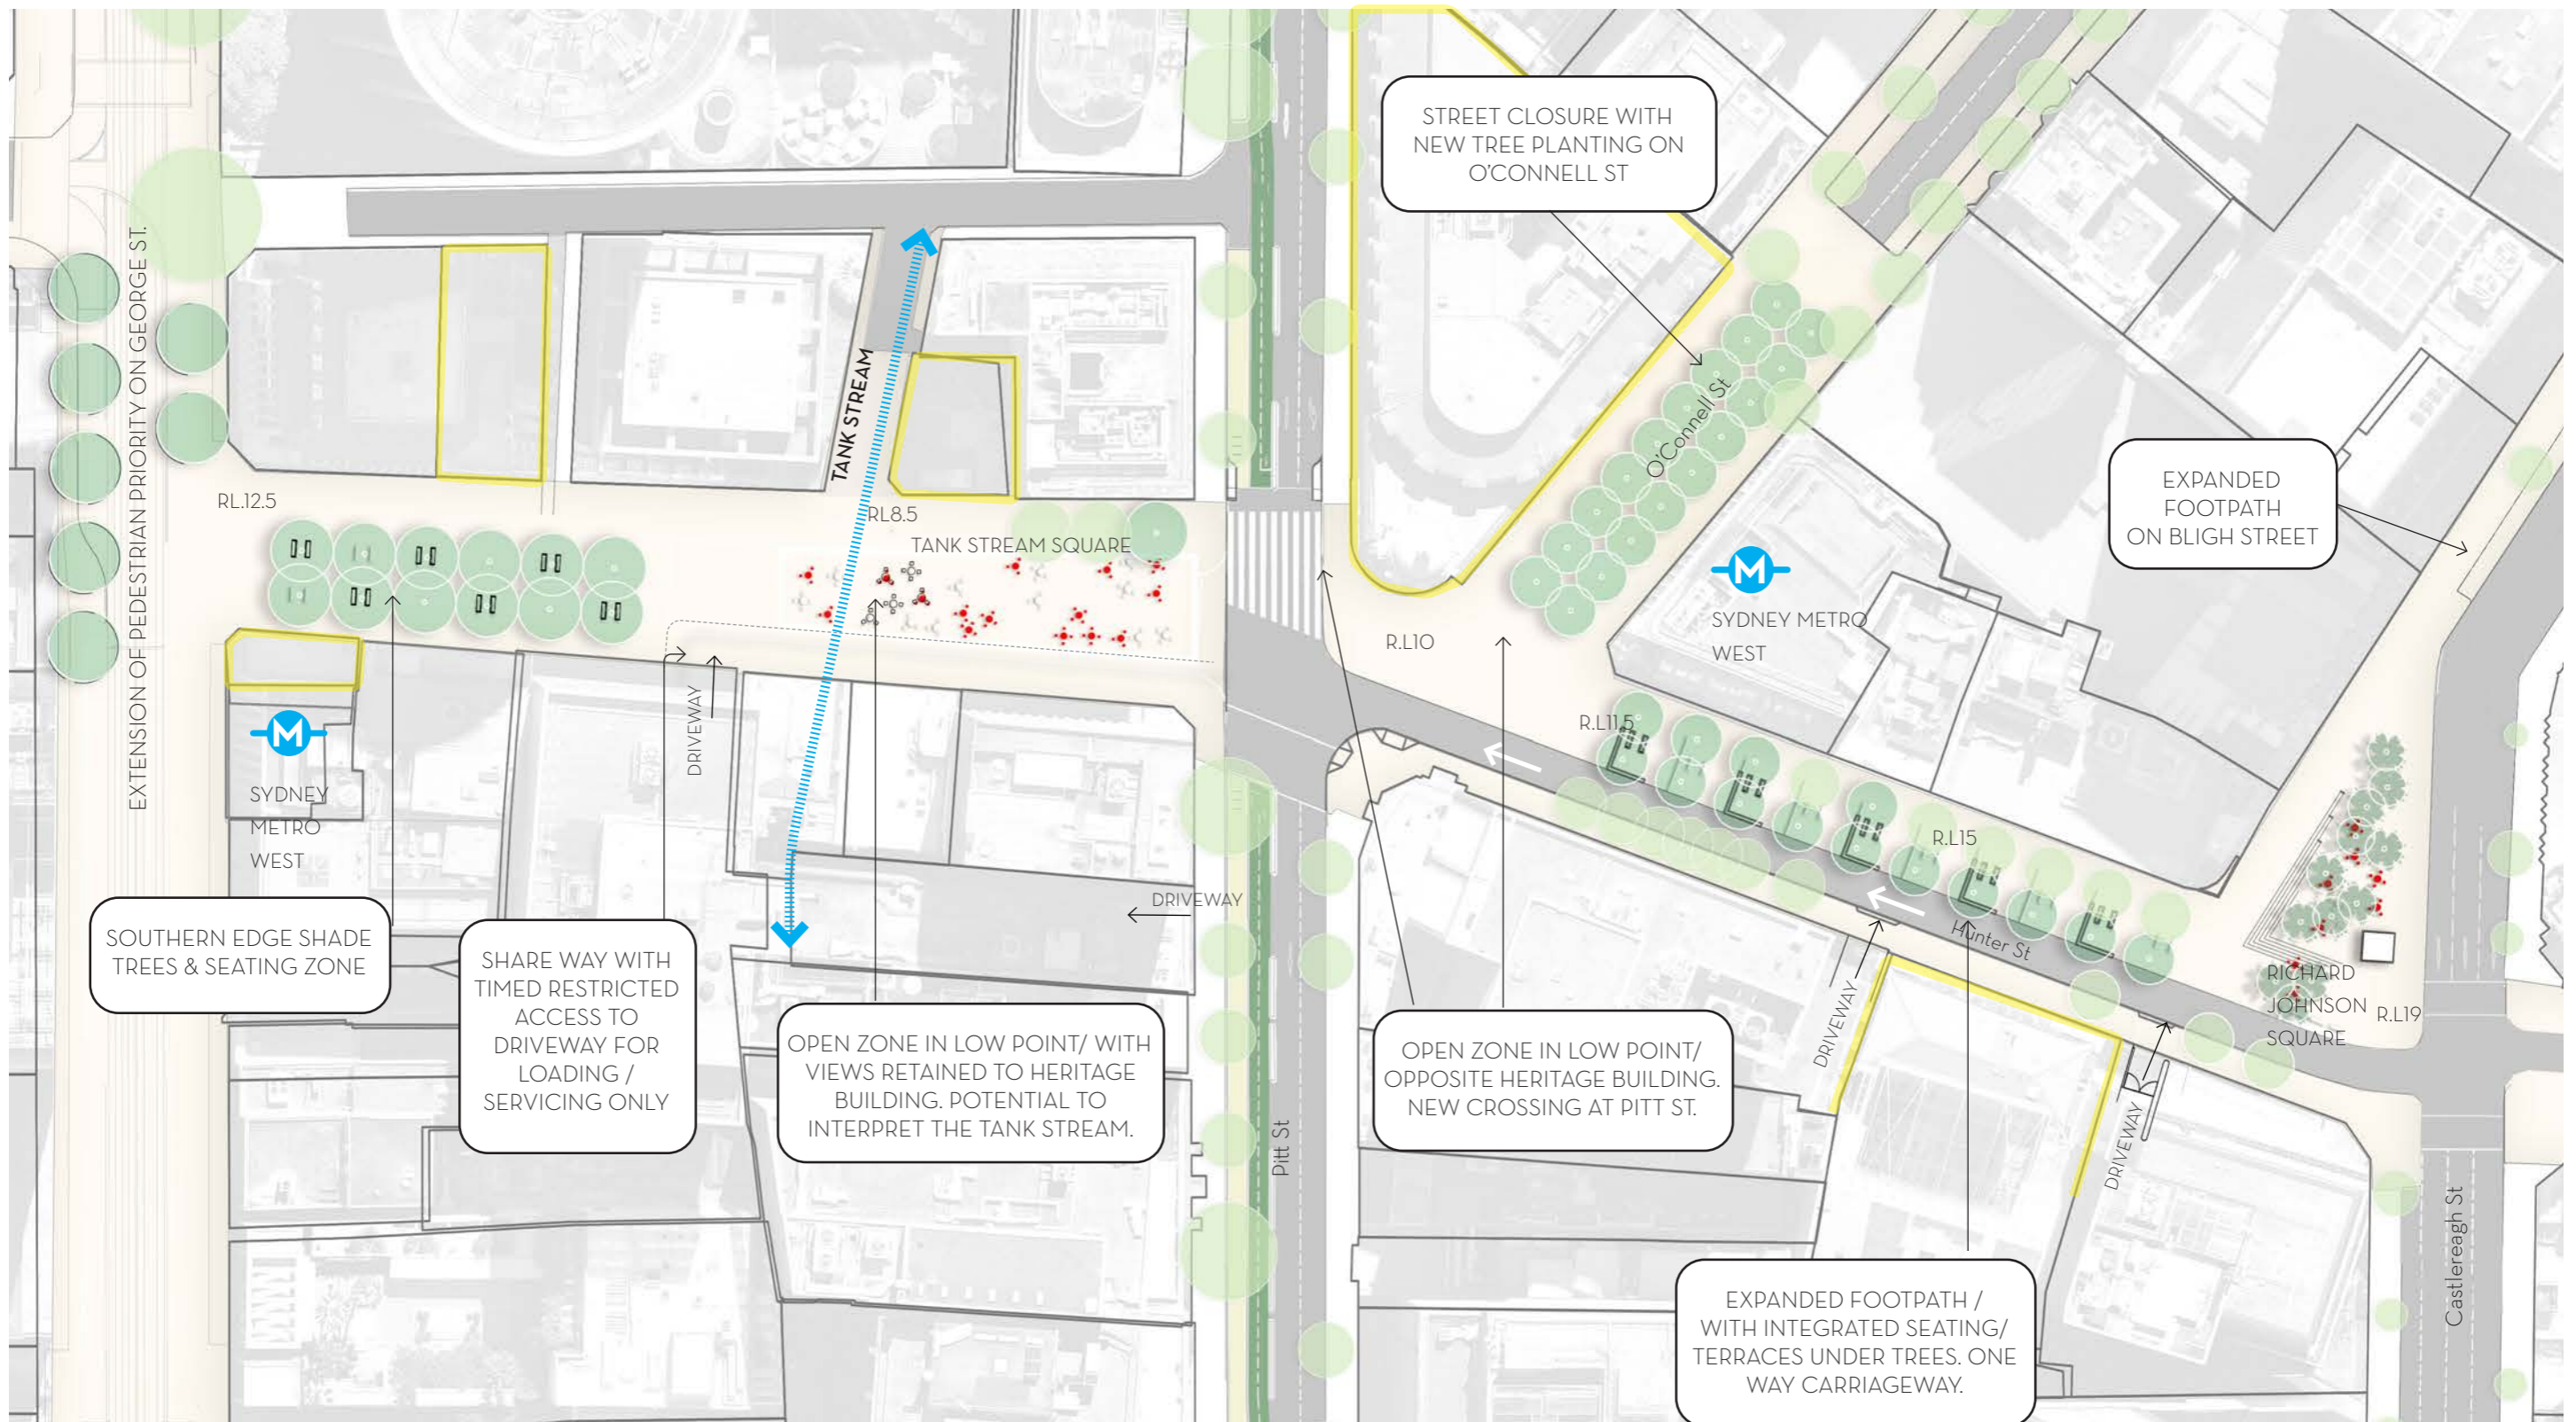 STREET CLOSURE WITH
NEW TREE PLANTING ON
O'CONNELL ST
EXTENSION OF PEDESTRIAN PRIORITY ON GEORGE ST.
TANK STREAM
O'Connell St
EXPANDED
FOOTPATH
ON BLIGH STREET
RL.12.5
RL8.5
TANK STREAM SQUARE
M
SYDNEY METRO
WEST
R.L10
DRIVEWAY
M
SYDNEY
METRO
WEST
R.L11.5
R.L15
DRIVEWAY
Hunter St
RICHARD
JOHNSON
SQUARE
R.L19
SOUTHERN EDGE SHADE
TREES & SEATING ZONE
SHARE WAY WITH
TIMED RESTRICTED
ACCESS TO
DRIVEWAY FOR
LOADING /
SERVICING ONLY
OPEN ZONE IN LOW POINT/ WITH
VIEWS RETAINED TO HERITAGE
BUILDING. POTENTIAL TO
INTERPRET THE TANK STREAM.
Pitt St
OPEN ZONE IN LOW POINT/
OPPOSITE HERITAGE BUILDING.
NEW CROSSING AT PITT ST.
DRIVEWAY
DRIVEWAY
Castlereagh St
EXPANDED FOOTPATH /
WITH INTEGRATED SEATING/
TERRACES UNDER TREES. ONE
WAY CARRIAGEWAY.